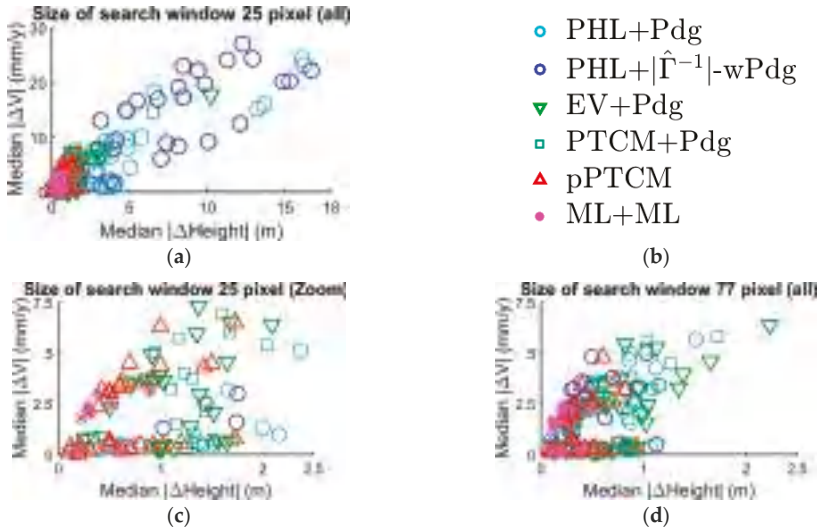 Size of search window 25 pixel (all)
Median |ΔV| (mm/y)
30
20
10
0
0 5 10 15 18
Median |ΔHeight| (m)
(a)
PHL+Pdg
PHL+|Γ̂⁻¹|-wPdg
EV+Pdg
PTCM+Pdg
pPTCM
ML+ML
(b)
Size of search window 25 pixel (Zoom)
Median |ΔV| (mm/y)
7.5
5
2.5
0
0 0.5 1 1.5 2 2.5
Median |ΔHeight| (m)
(c)
Size of search window 77 pixel (all)
Median |ΔV| (mm/y)
7.5
5
2.5
0
0 0.5 1 1.5 2 2.5
Median |ΔHeight| (m)
(d)